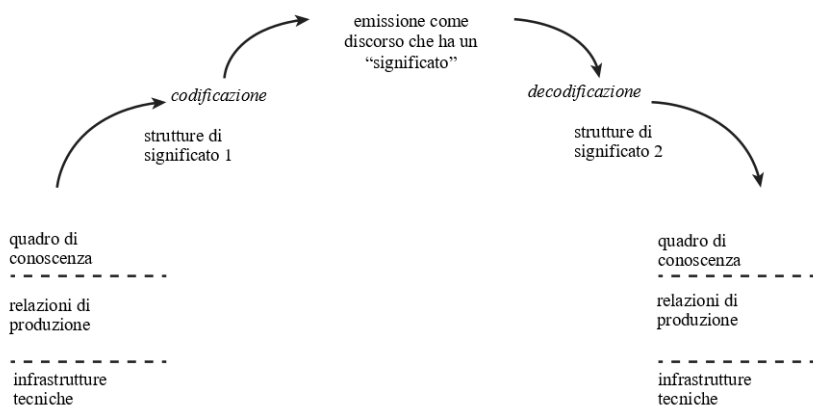 emissione come
discorso che ha un
“significato”
codificazione
decodificazione
strutture di
significato 1
strutture di
significato 2
quadro di
conoscenza
relazioni di
produzione
infrastrutture
tecniche
quadro di
conoscenza
relazioni di
produzione
infrastrutture
tecniche